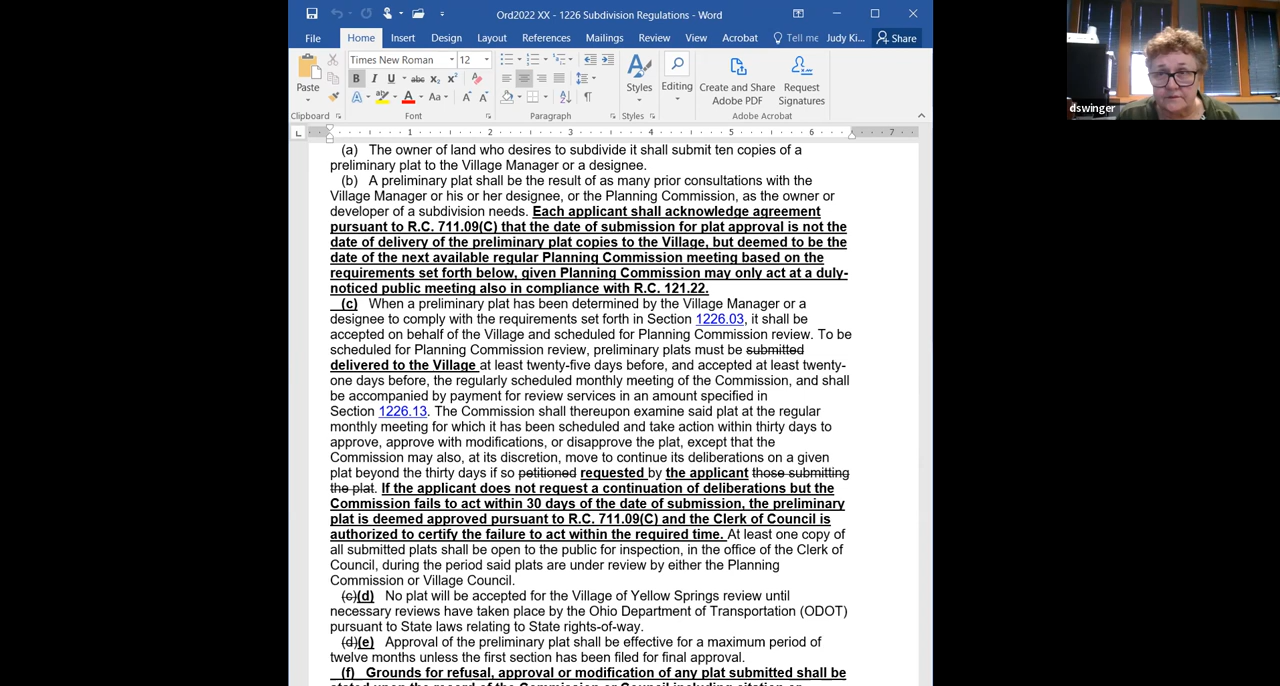 Ord2022 XX - 1226 Subdivision Regulations - Word
File Home Insert Design Layout References Mailings Review View Acrobat Tell me Judy Ki... Share
Times New Roman 12
Paste
B I U abc x2 x2
A aby A Aa A A
Styles Editing
Create and Share Adobe PDF
Request Signatures
Clipboard Font Paragraph Styles Adobe Acrobat
L 1 2 3 4 5 6 7
(a) The owner of land who desires to subdivide it shall submit ten copies of a
preliminary plat to the Village Manager or a designee.
(b) A preliminary plat shall be the result of as many prior consultations with the
Village Manager or his or her designee, or the Planning Commission, as the owner or
developer of a subdivision needs. Each applicant shall acknowledge agreement
pursuant to R.C. 711.09(C) that the date of submission for plat approval is not the
date of delivery of the preliminary plat copies to the Village, but deemed to be the
date of the next available regular Planning Commission meeting based on the
requirements set forth below, given Planning Commission may only act at a duly-
noticed public meeting also in compliance with R.C. 121.22.
(c) When a preliminary plat has been determined by the Village Manager or a
designee to comply with the requirements set forth in Section 1226.03, it shall be
accepted on behalf of the Village and scheduled for Planning Commission review. To be
scheduled for Planning Commission review, preliminary plats must be submitted
delivered to the Village at least twenty-five days before, and accepted at least twenty-
one days before, the regularly scheduled monthly meeting of the Commission, and shall
be accompanied by payment for review services in an amount specified in
Section 1226.13. The Commission shall thereupon examine said plat at the regular
monthly meeting for which it has been scheduled and take action within thirty days to
approve, approve with modifications, or disapprove the plat, except that the
Commission may also, at its discretion, move to continue its deliberations on a given
plat beyond the thirty days if so petitioned requested by the applicant those submitting
the plat. If the applicant does not request a continuation of deliberations but the
Commission fails to act within 30 days of the date of submission, the preliminary
plat is deemed approved pursuant to R.C. 711.09(C) and the Clerk of Council is
authorized to certify the failure to act within the required time. At least one copy of
all submitted plats shall be open to the public for inspection, in the office of the Clerk of
Council, during the period said plats are under review by either the Planning
Commission or Village Council.
(c)(d) No plat will be accepted for the Village of Yellow Springs review until
necessary reviews have taken place by the Ohio Department of Transportation (ODOT)
pursuant to State laws relating to State rights-of-way.
(d)(e) Approval of the preliminary plat shall be effective for a maximum period of
twelve months unless the first section has been filed for final approval.
(f) Grounds for refusal, approval or modification of any plat submitted shall be
stated upon the record of the Commission or Council including citation or
dswinger